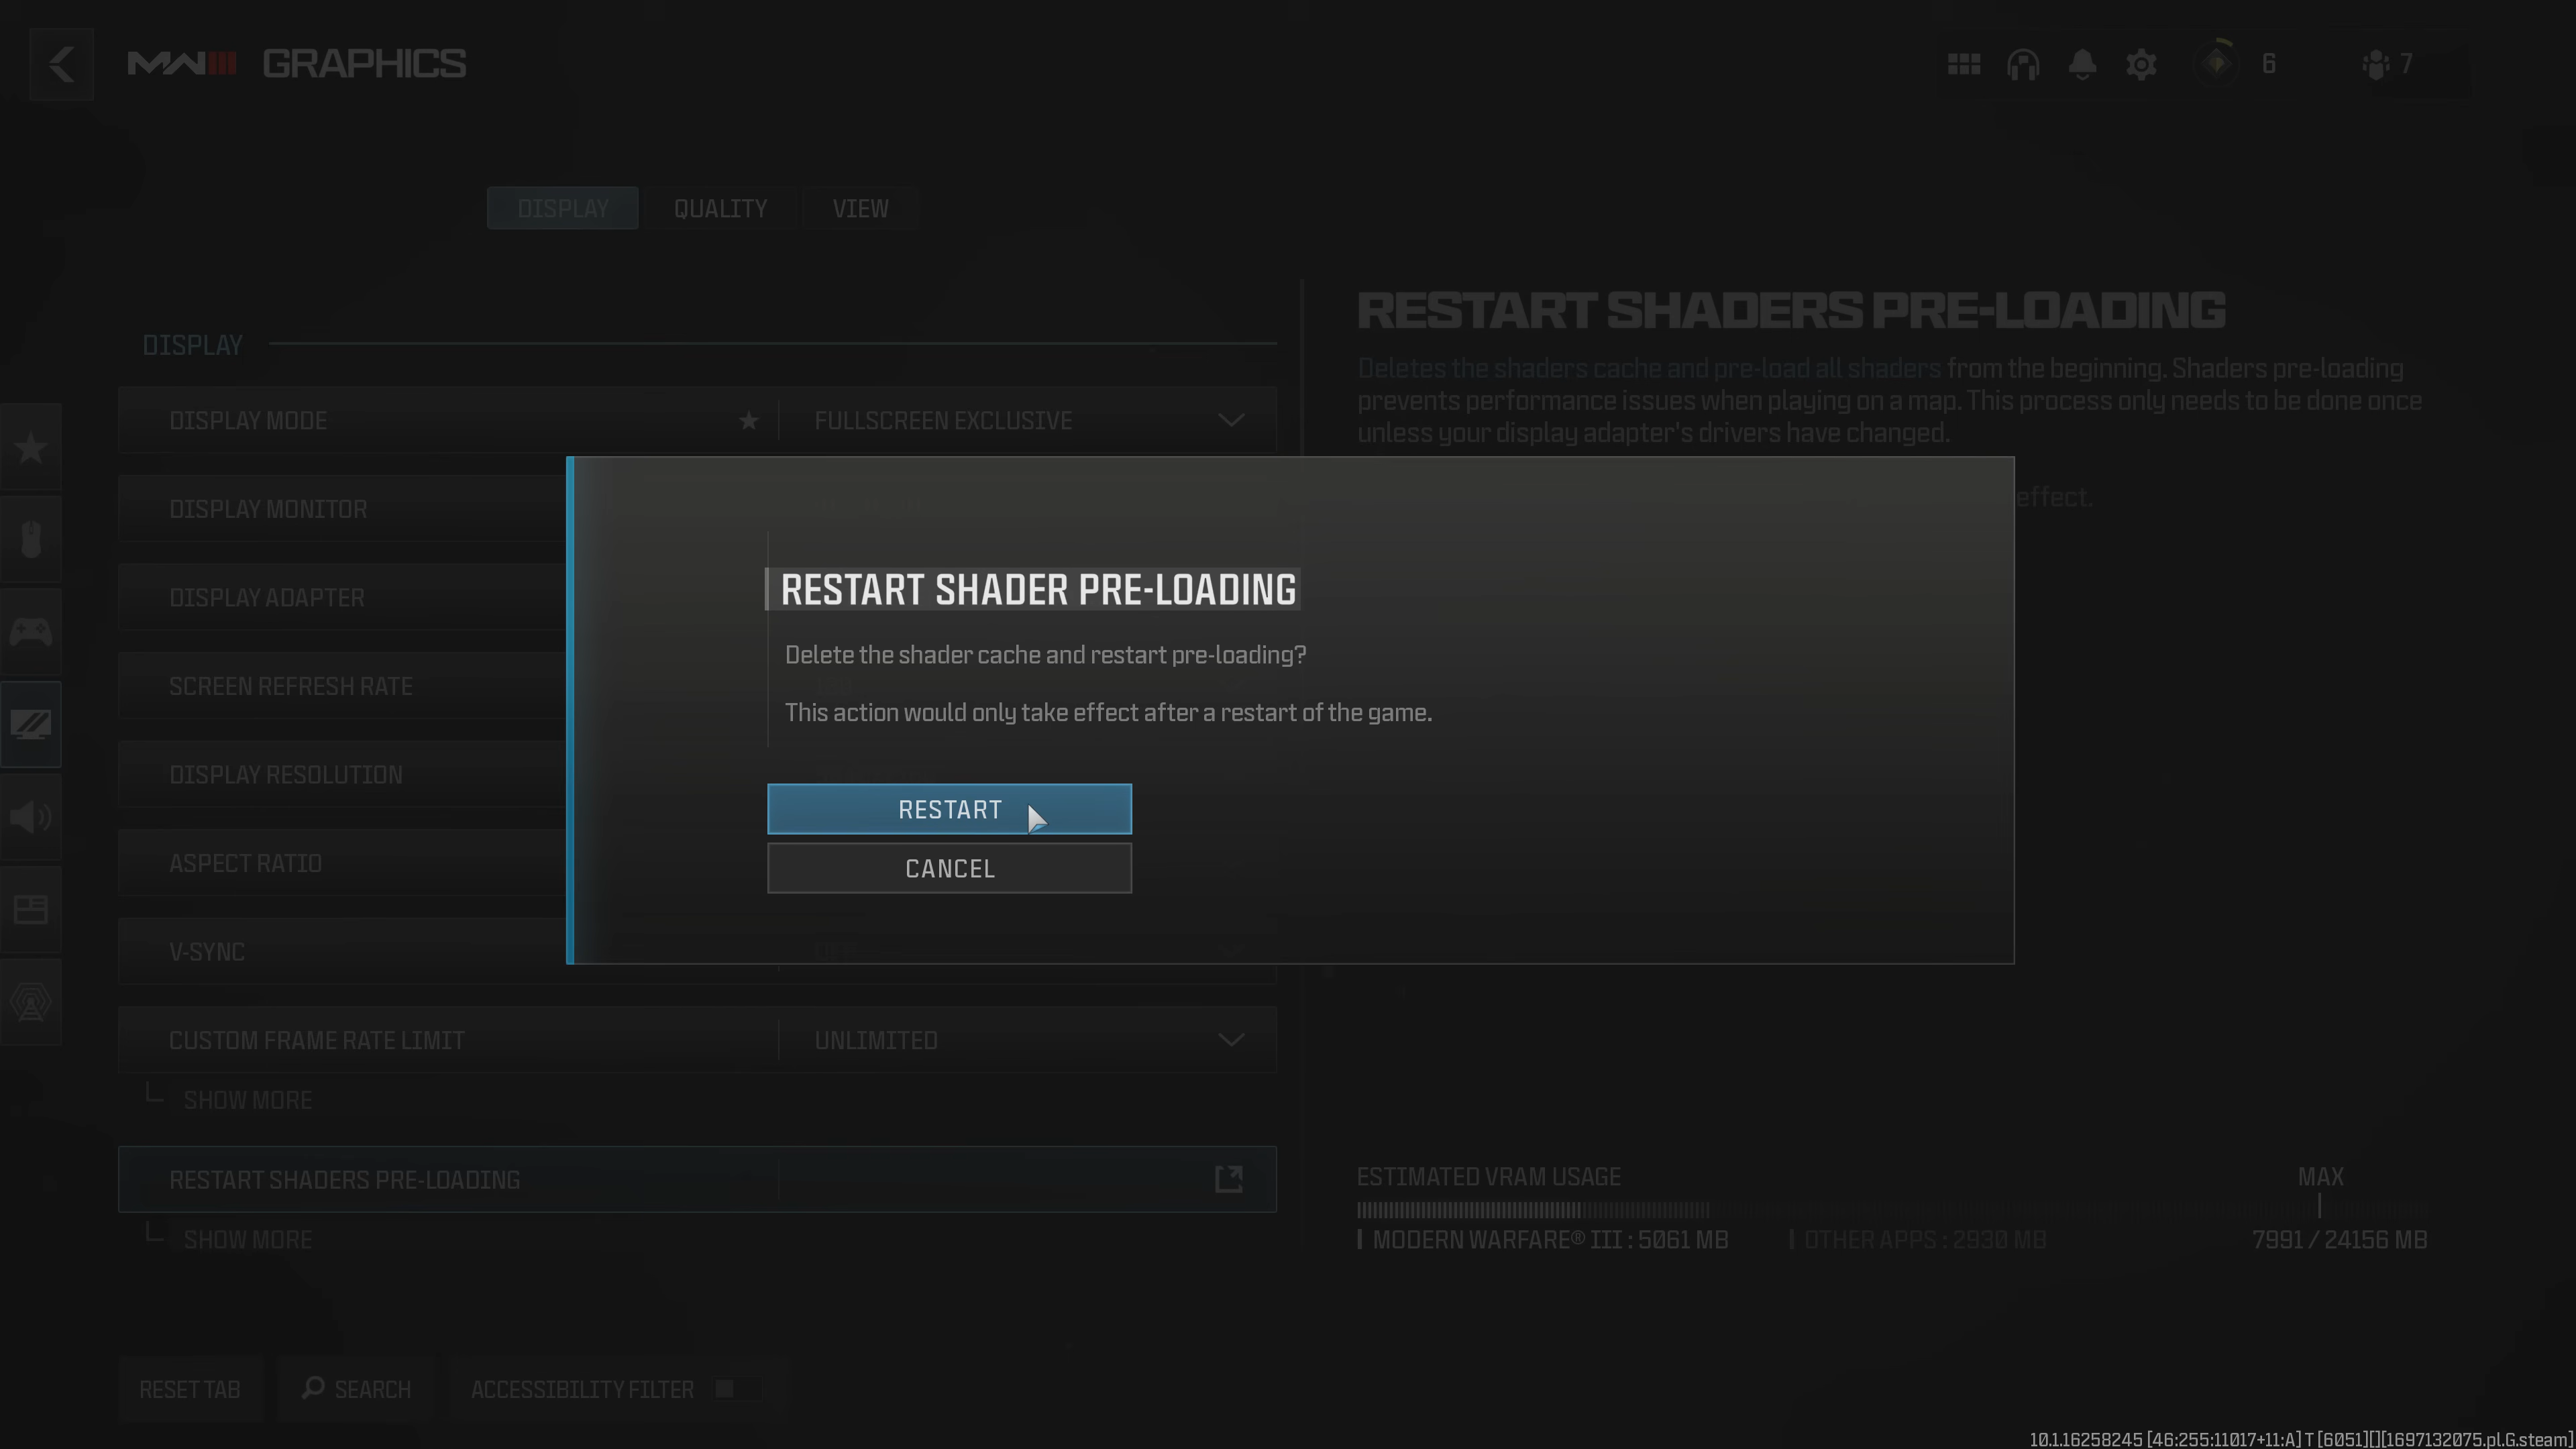 MWIII GRAPHICS
6
7
DISPLAY
QUALITY
VIEW
DISPLAY
DISPLAY MODE
FULLSCREEN EXCLUSIVE
DISPLAY MONITOR
DISPLAY ADAPTER
SCREEN REFRESH RATE
DISPLAY RESOLUTION
ASPECT RATIO
V-SYNC
CUSTOM FRAME RATE LIMIT
UNLIMITED
SHOW MORE
RESTART SHADERS PRE-LOADING
SHOW MORE
RESTART SHADERS PRE-LOADING
Deletes the shaders cache and pre-load all shaders from the beginning. Shaders pre-loading
prevents performance issues when playing on a map. This process only needs to be done once
unless your display adapter's drivers have changed.
effect.
RESTART SHADER PRE-LOADING
Delete the shader cache and restart pre-loading?
This action would only take effect after a restart of the game.
RESTART
CANCEL
ESTIMATED VRAM USAGE
MAX
MODERN WARFARE® III : 5061 MB
OTHER APPS : 2930 MB
7991 / 24156 MB
RESET TAB
SEARCH
ACCESSIBILITY FILTER
10.1.16258245 [46:255:11017+11:A] T [6051][][1697132075.pl.G.steam]